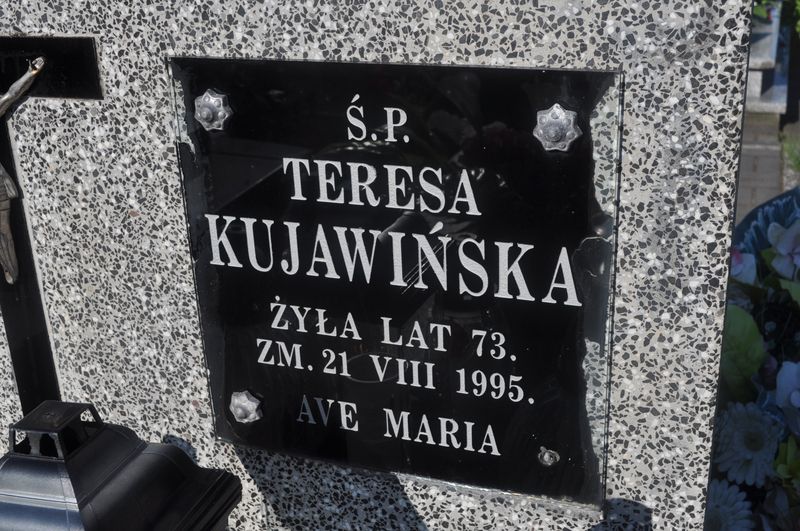 Ś.P.
TERESA
KUJAWIŃSKA
ŻYŁA LAT 73.
ZM. 21 VIII 1995.
AVE MARIA